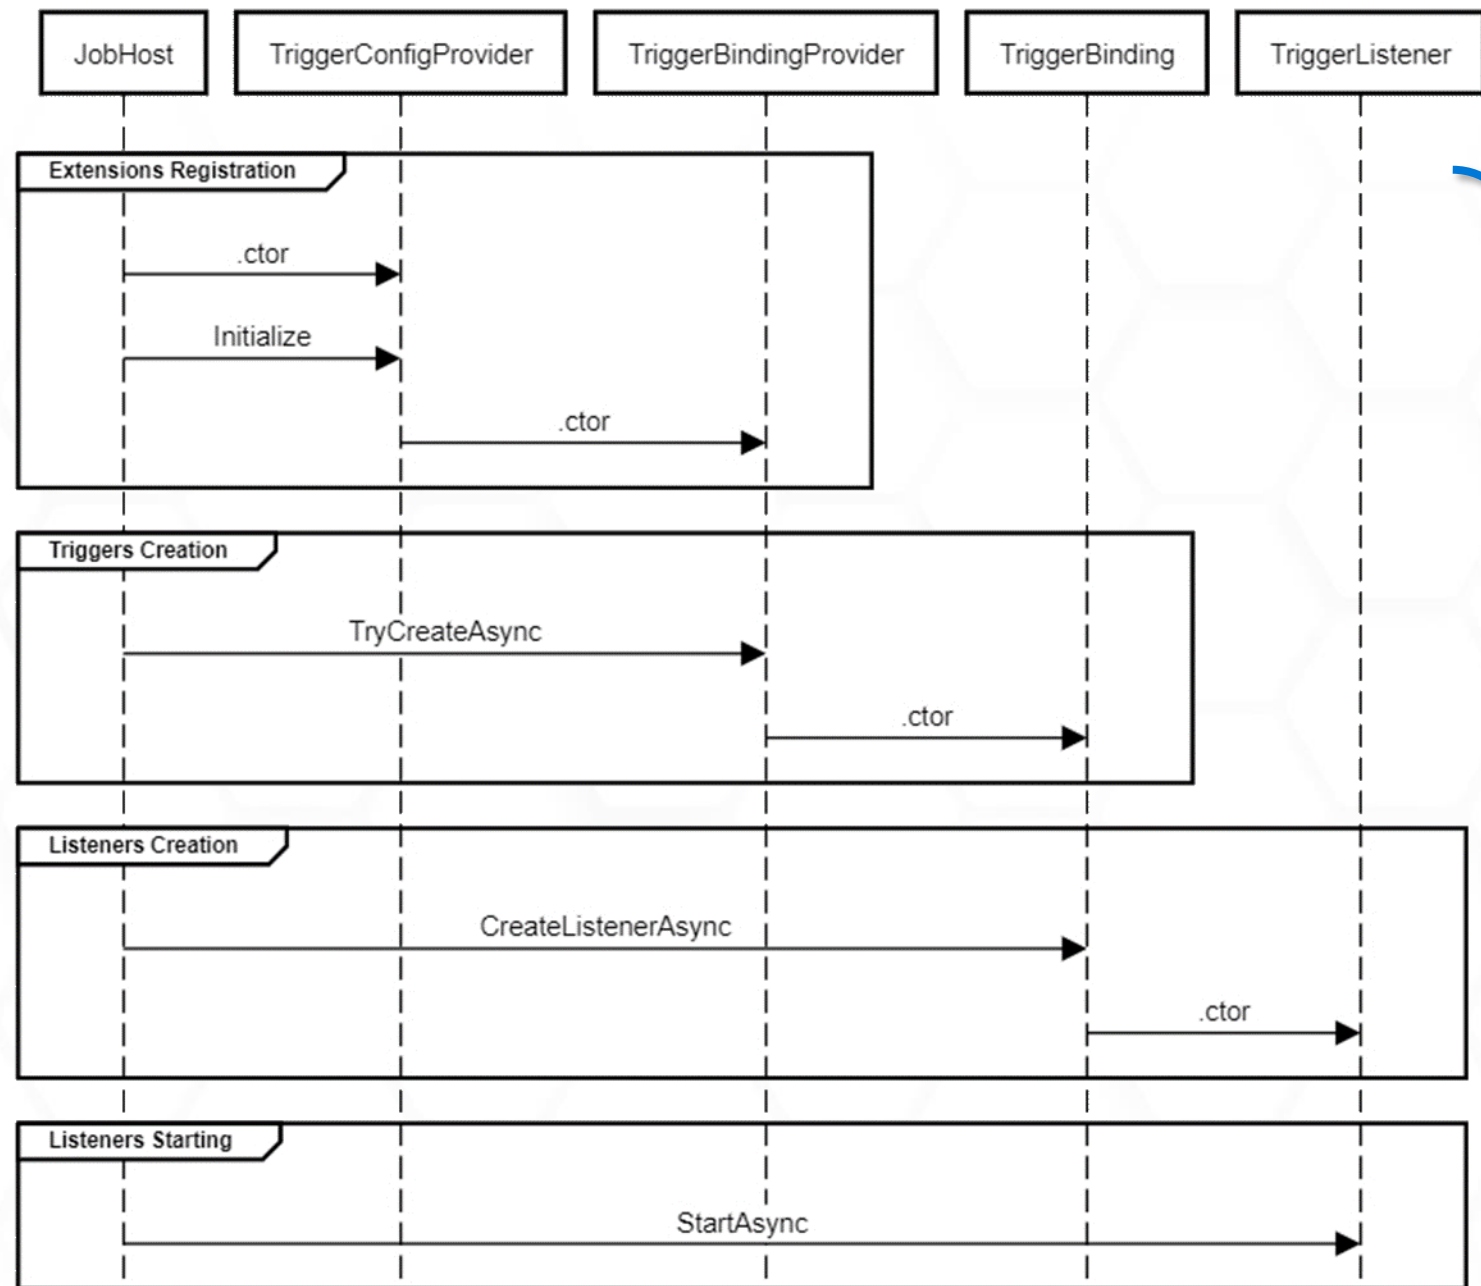 JobHost
TriggerConfigProvider
TriggerBindingProvider
TriggerBinding
TriggerListener
Extensions Registration
.ctor
Initialize
.ctor
Triggers Creation
TryCreateAsync
.ctor
Listeners Creation
CreateListenerAsync
.ctor
Listeners Starting
StartAsync